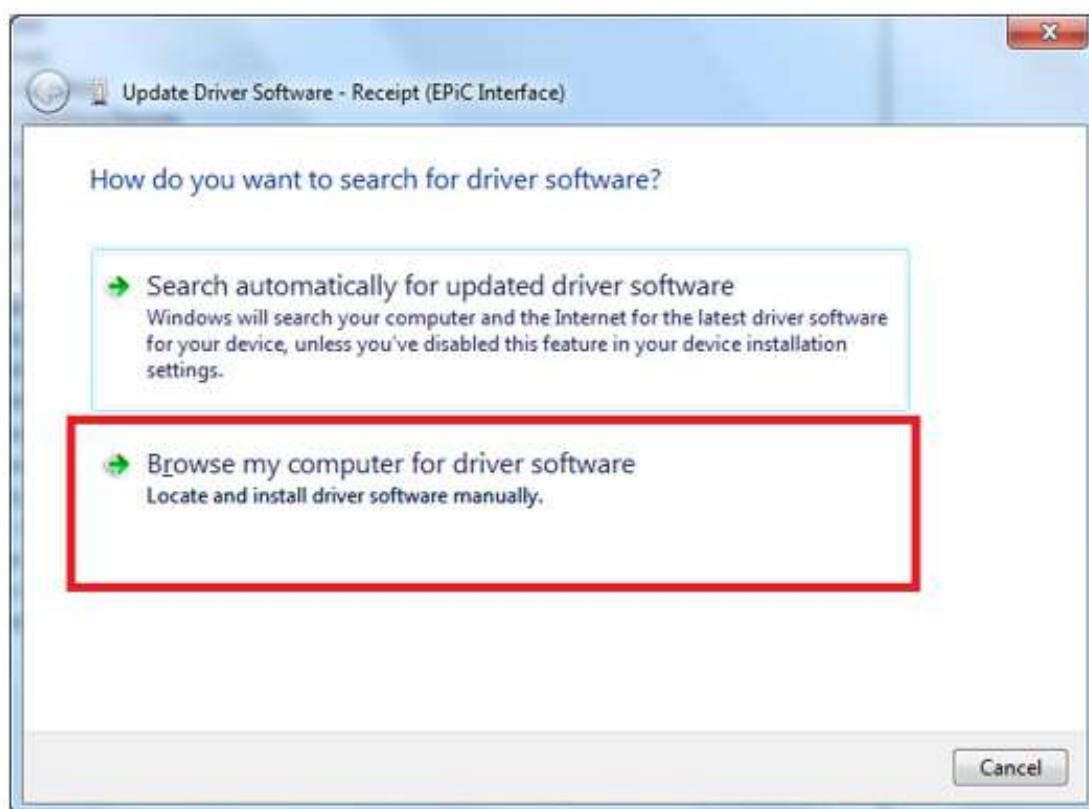 Update Driver Software - Receipt (EPiC Interface)
How do you want to search for driver software?
Search automatically for updated driver software
Windows will search your computer and the Internet for the latest driver software
for your device, unless you've disabled this feature in your device installation
settings.
Browse my computer for driver software
Locate and install driver software manually.
Cancel